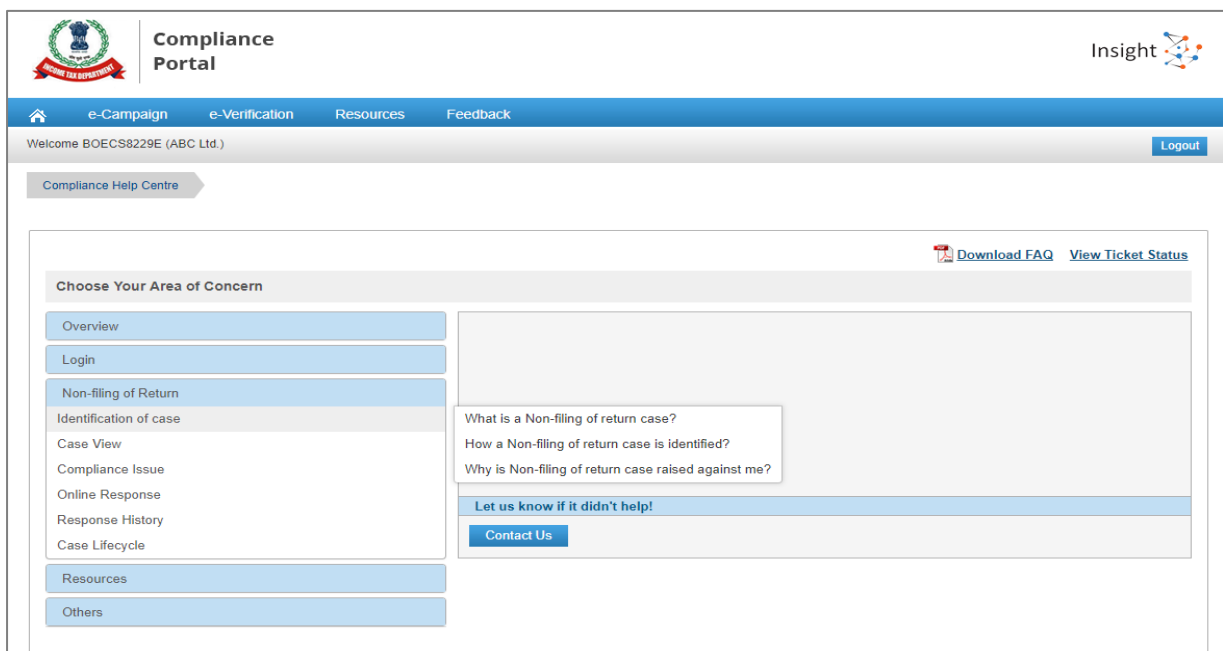 Compliance
Portal
INCOME TAX DEPARTMENT
Insight
e-Campaign e-Verification Resources Feedback
Welcome BOECS8229E (ABC Ltd.)
Logout
Compliance Help Centre
Download FAQ View Ticket Status
Choose Your Area of Concern
Overview
Login
Non-filing of Return
Identification of case
What is a Non-filing of return case?
Case View
How a Non-filing of return case is identified?
Compliance Issue
Why is Non-filing of return case raised against me?
Online Response
Let us know if it didn't help!
Response History
Contact Us
Case Lifecycle
Resources
Others